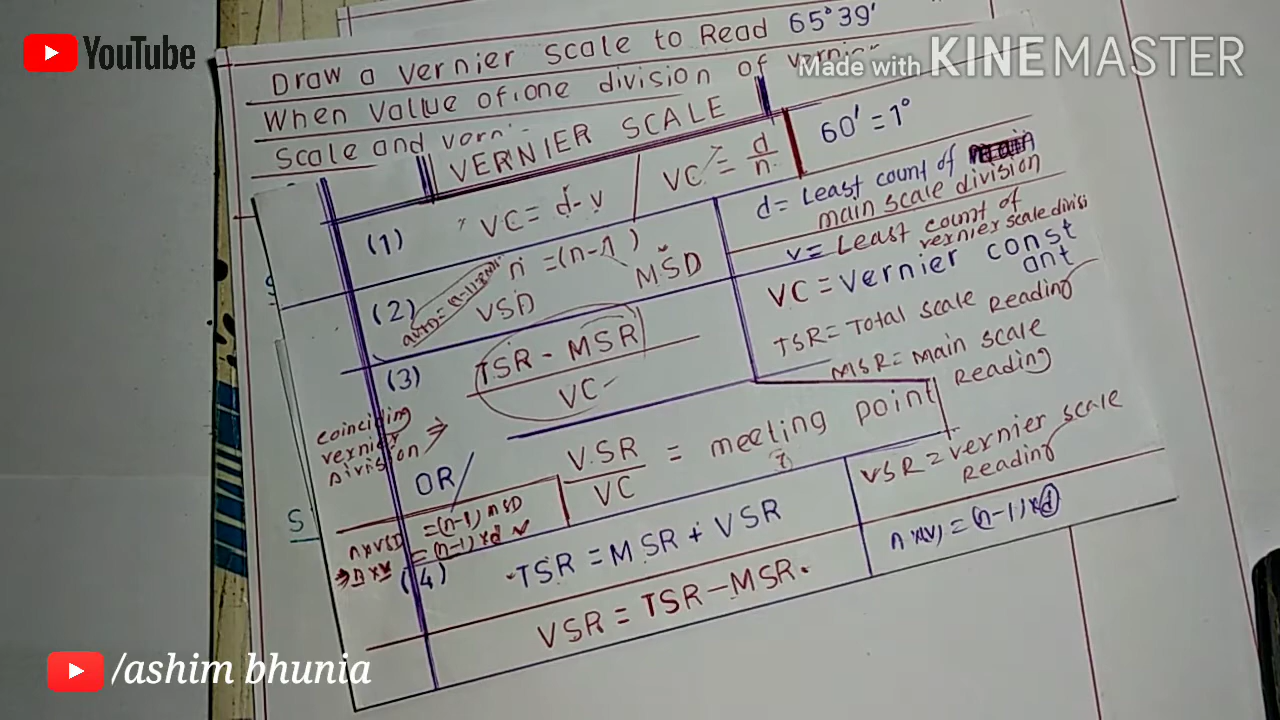 YouTube
Made with KINEMASTER
Draw a vernier scale to Read 65°39'
When value of one division of
scale and
VERNIER SCALE
VC = d/n
60' = 1°
(1)
VC = d-v
d = Least count of
main scale division
v = Least count of
vernier scale divisi
(2)
n = (n-1)
VSD
MSD
VC = vernier const
ant
TSR = Total scale Reading
(3)
TSR - MSR
VC
MSR = main scale
Reading
coinciding
vernier
Division ⇒
OR/
V.SR/VC = meeting point
VSR = vernier scale
Reading
n×VSD = (n-1) MSD
⇒ n×v = (n-1)×d
(4)
TSR = MSR + VSR
= (n-1)×d
VSR = TSR - MSR.
S
/ashim bhunia